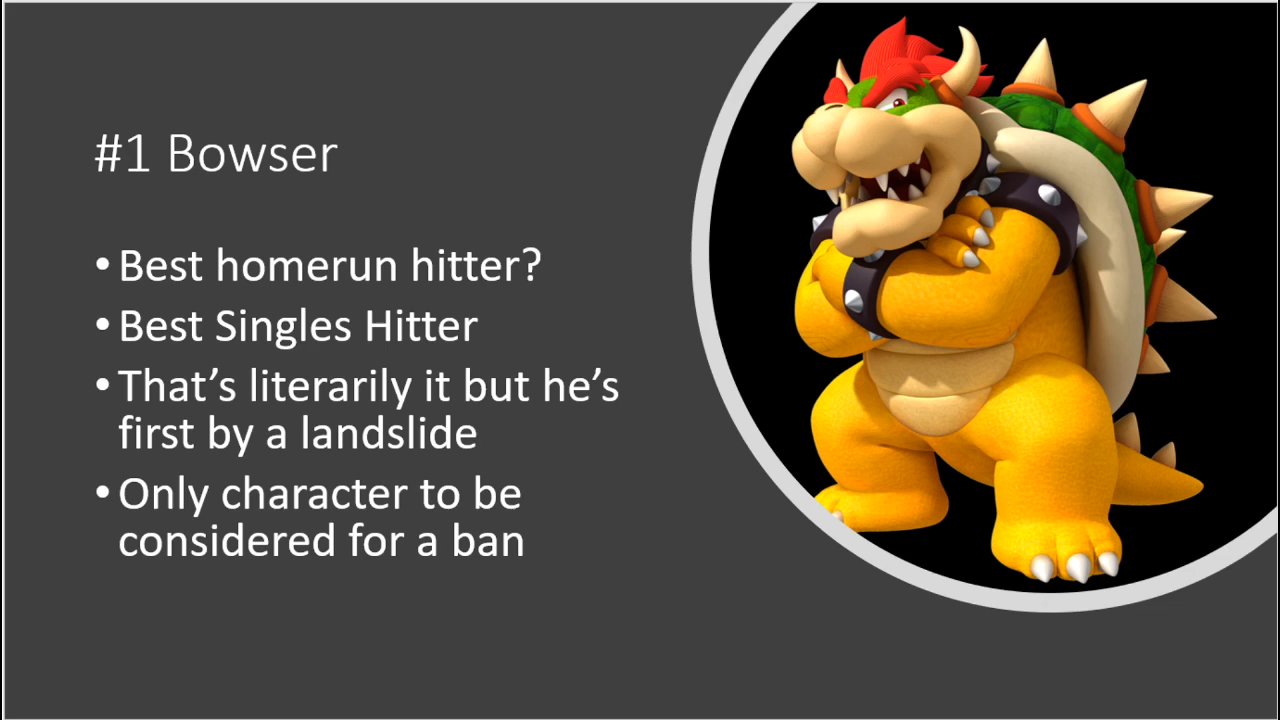 #1 Bowser
• Best homerun hitter?
• Best Singles Hitter
• That’s literarily it but he’s
first by a landslide
• Only character to be
considered for a ban